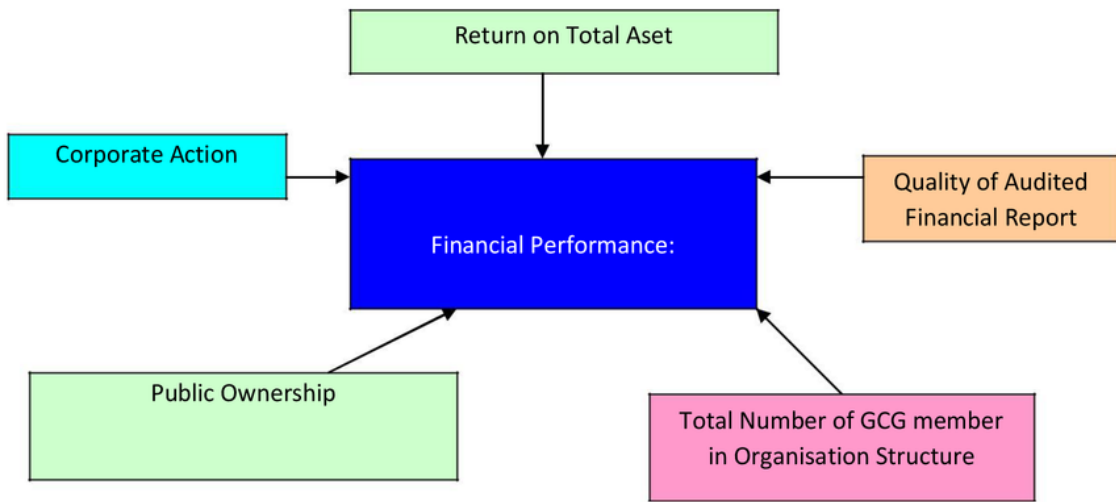 Return on Total Aset
Corporate Action
Quality of Audited
Financial Report
Financial Performance:
Public Ownership
Total Number of GCG member
in Organisation Structure